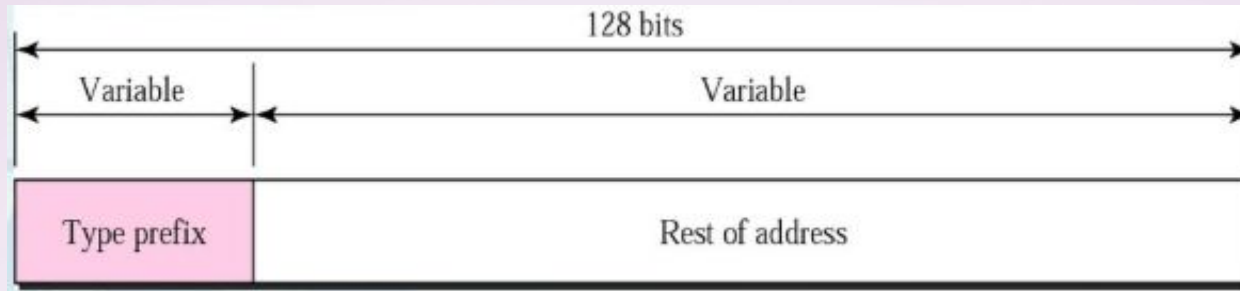 128 bits
Variable Variable
Type prefix Rest of address